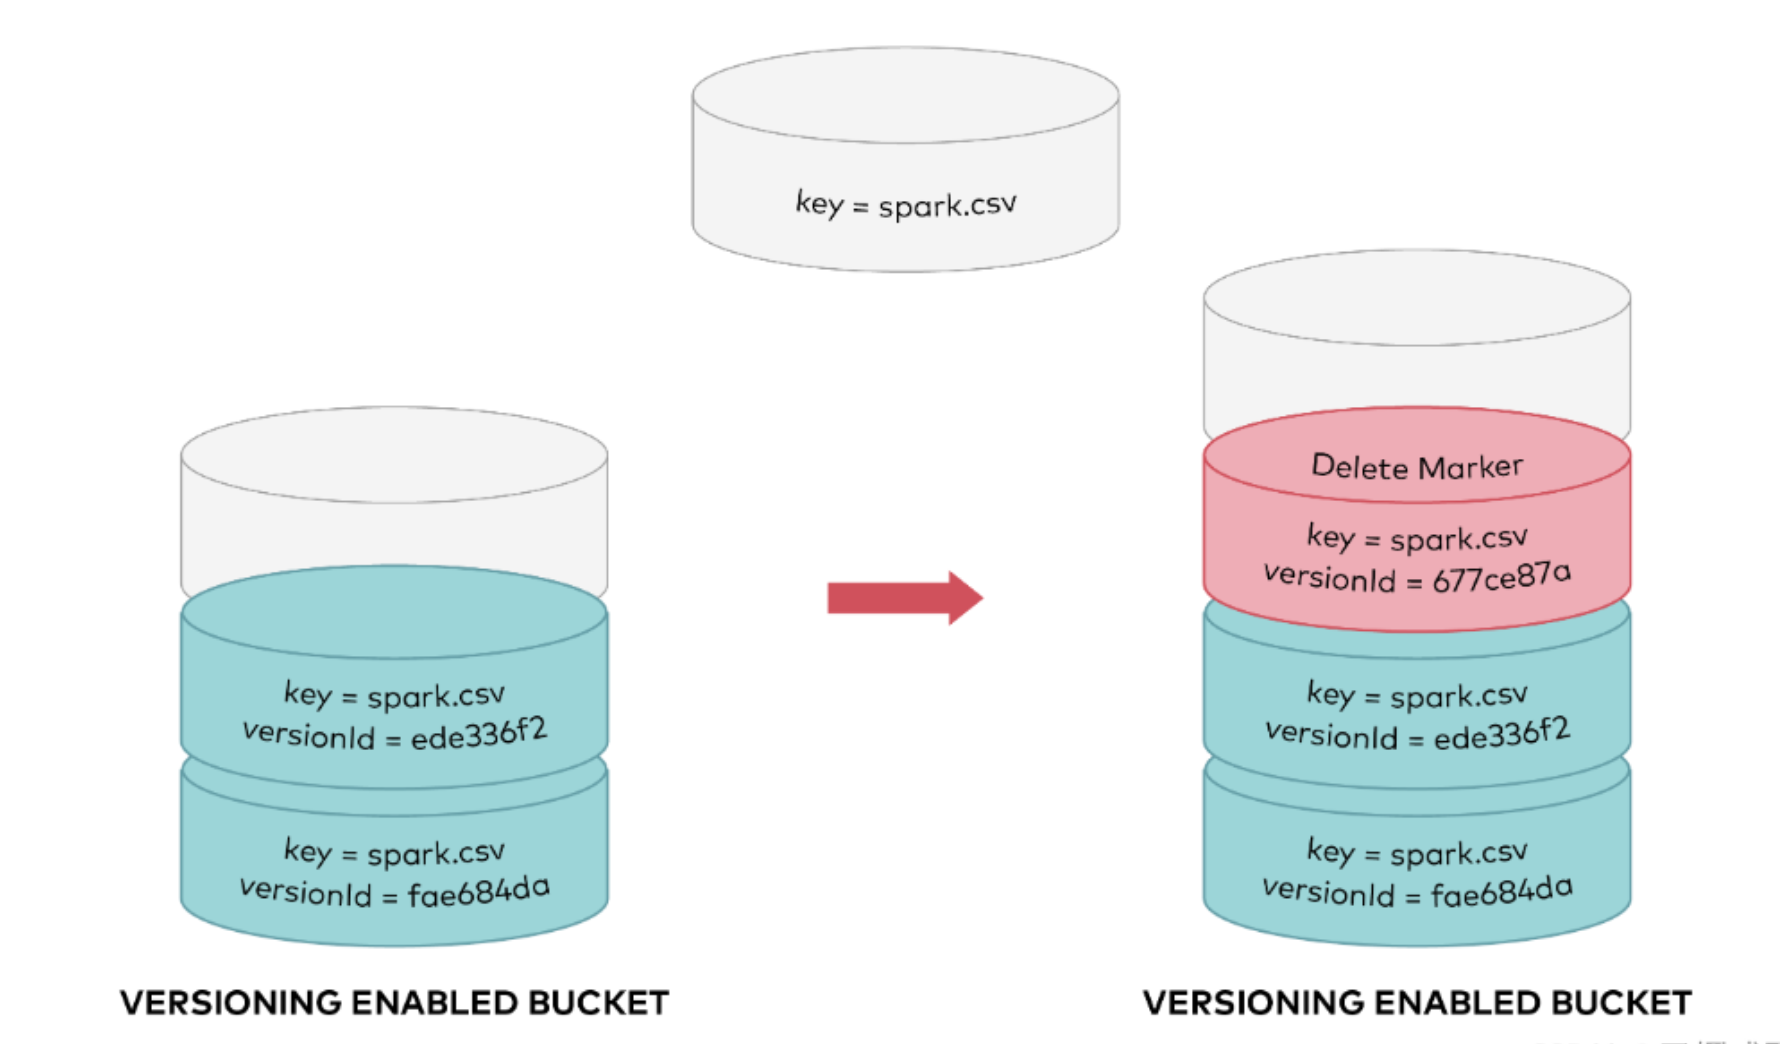 key = spark.csv
Delete Marker
key = spark.csv
versionId = 677ce87a
key = spark.csv
versionId = ede336f2
key = spark.csv
versionId = fae684da
VERSIONING ENABLED BUCKET
key = spark.csv
versionId = ede336f2
key = spark.csv
versionId = fae684da
VERSIONING ENABLED BUCKET